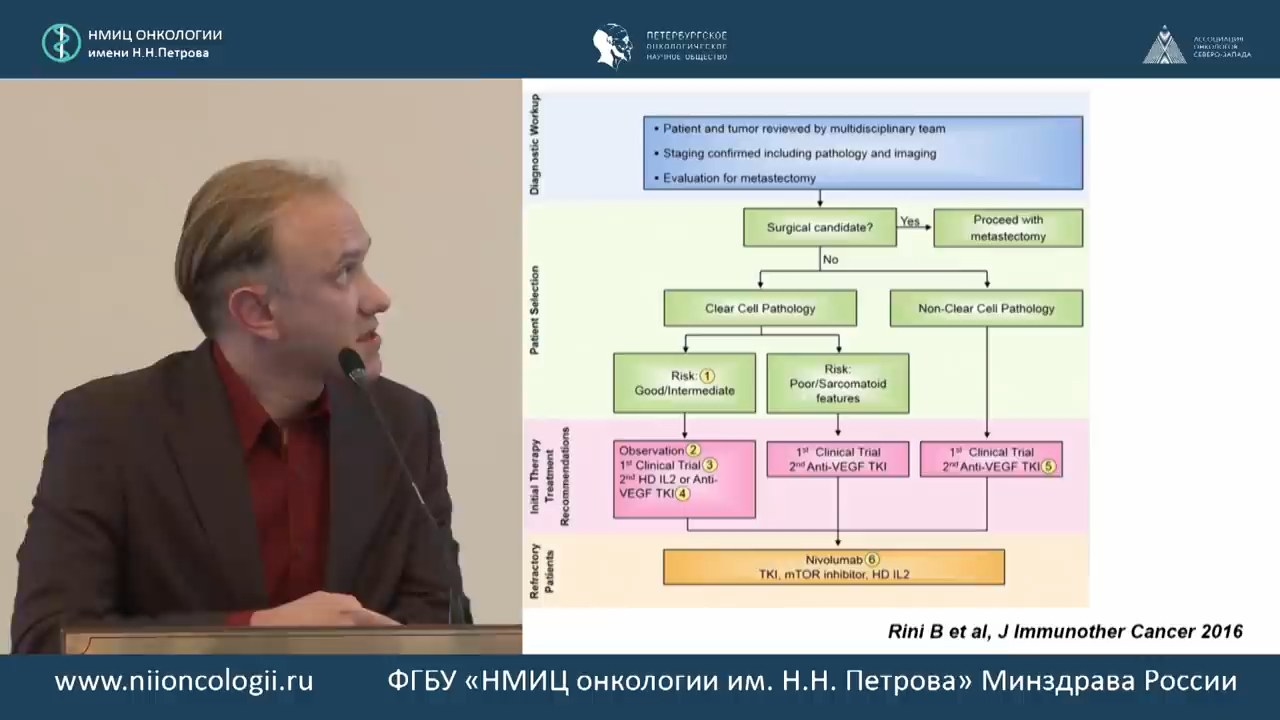 НМИЦ ОНКОЛОГИИ
имени Н.Н.Петрова
ПЕТЕРБУРГСКОЕ
ОНКОЛОГИЧЕСКОЕ
НАУЧНОЕ ОБЩЕСТВО
АССОЦИАЦИЯ
ОНКОЛОГОВ
СЕВЕРО-ЗАПАДА
Diagnostic Workup
• Patient and tumor reviewed by multidisciplinary team
• Staging confirmed including pathology and imaging
• Evaluation for metastectomy
Patient Selection
Surgical candidate?
Yes
Proceed with
metastectomy
No
Clear Cell Pathology
Non-Clear Cell Pathology
Risk: 1
Good/Intermediate
Risk:
Poor/Sarcomatoid
features
Initial Therapy
Treatment
Recommendations
Observation 2
1st Clinical Trial 3
2nd HD IL2 or Anti-
VEGF TKI 4
1st Clinical Trial
2nd Anti-VEGF TKI
1st Clinical Trial
2nd Anti-VEGF TKI 5
Refractory
Patients
Nivolumab 6
TKI, mTOR inhibitor, HD IL2
Rini B et al, J Immunother Cancer 2016
www.niioncologii.ru
ФГБУ «НМИЦ онкологии им. Н.Н. Петрова» Минздрава России